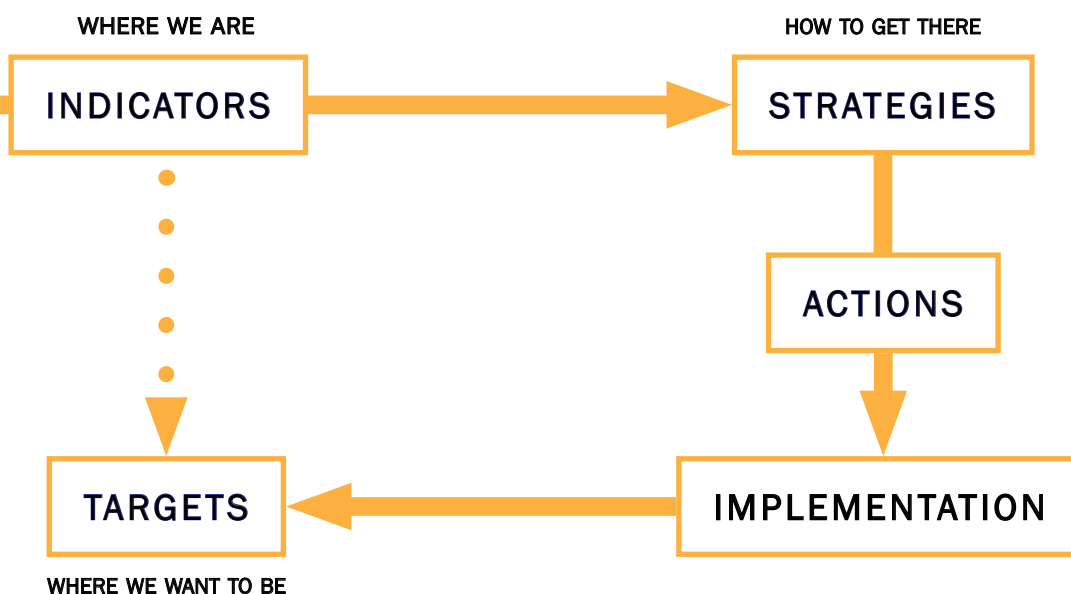 WHERE WE ARE
HOW TO GET THERE
INDICATORS
STRATEGIES
ACTIONS
TARGETS
IMPLEMENTATION
WHERE WE WANT TO BE